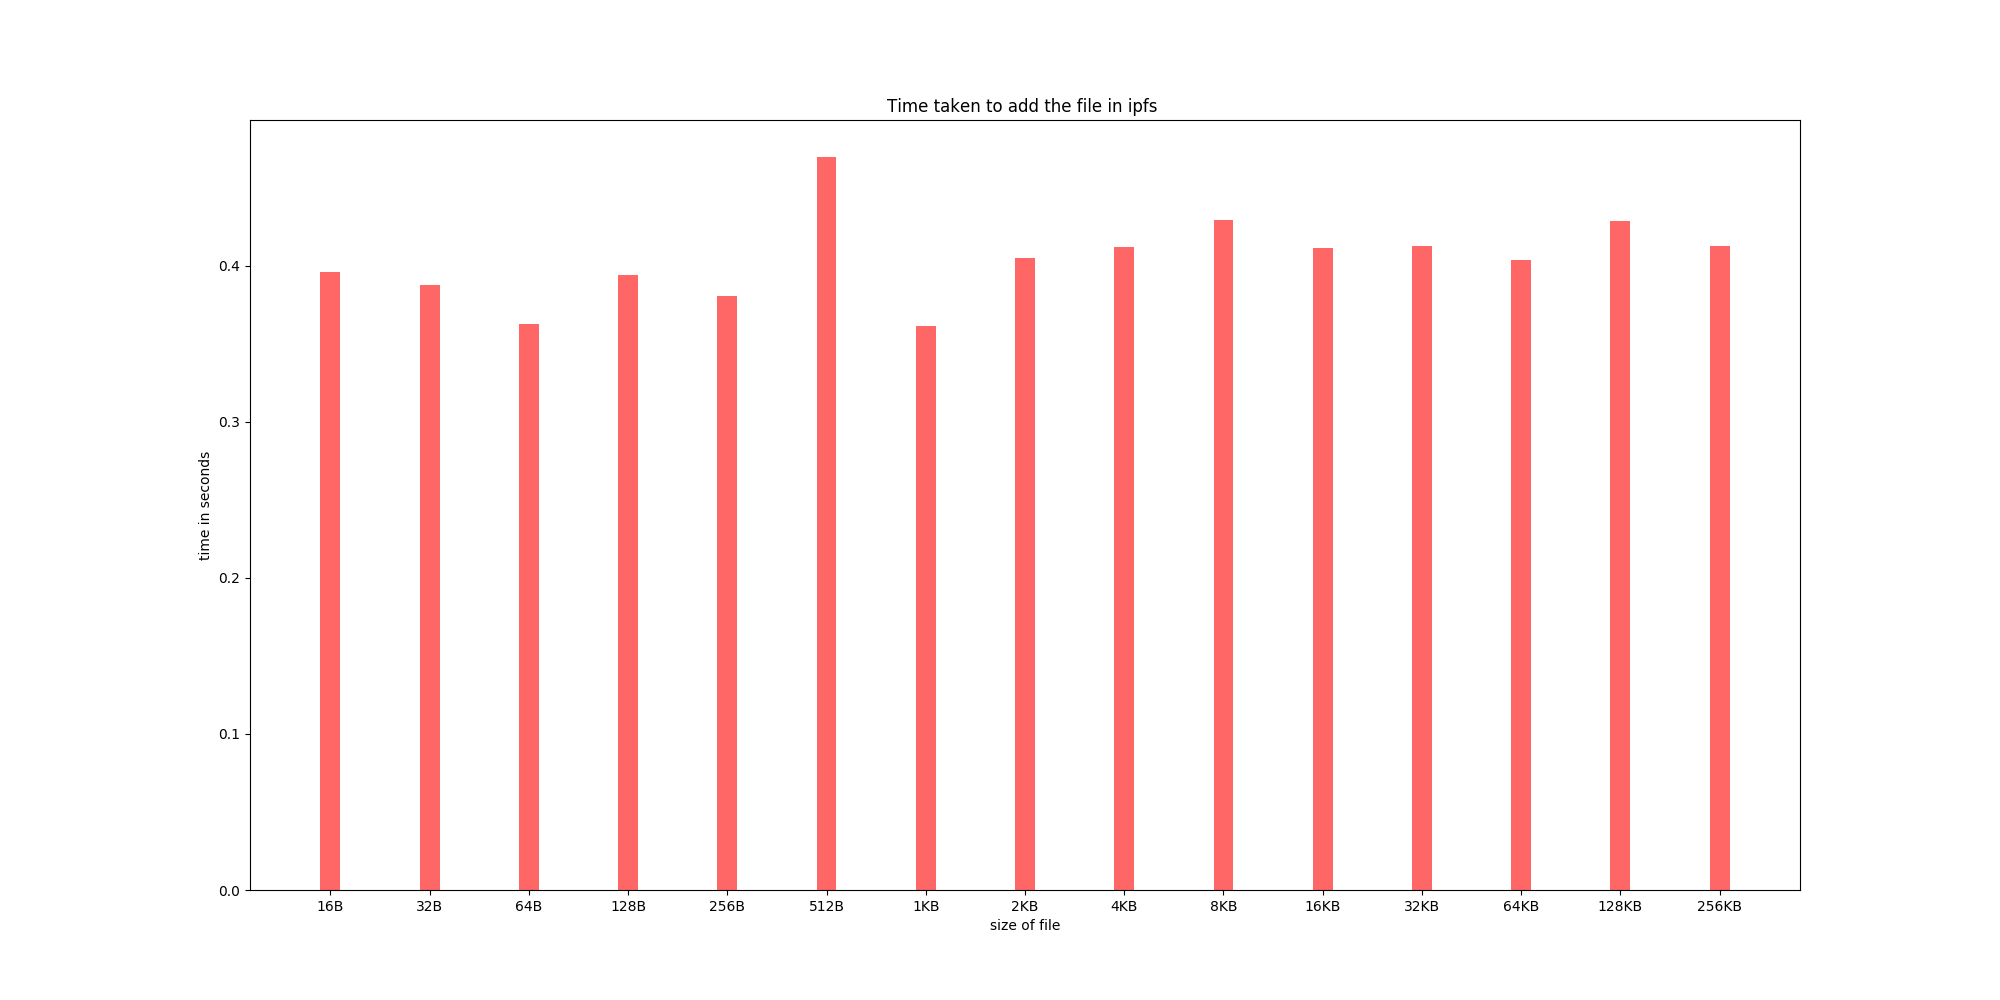 Time taken to add the file in ipfs
0.4
0.3
0.2
0.1
0.0
time in seconds
16B 32B 64B 128B 256B 512B 1KB 2KB 4KB 8KB 16KB 32KB 64KB 128KB 256KB
size of file